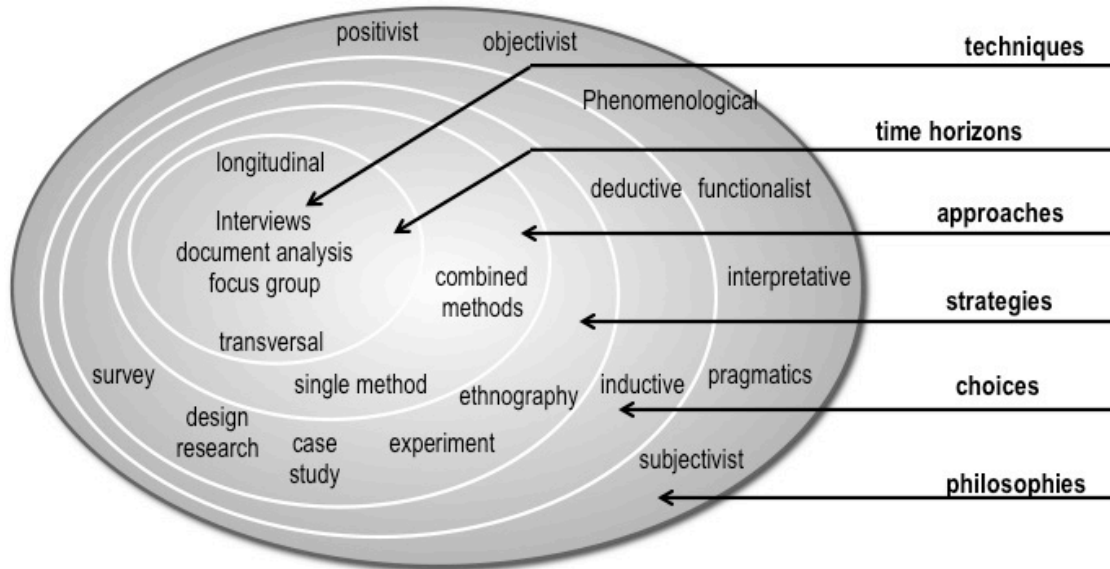 positivist
objectivist
techniques
Phenomenological
time horizons
longitudinal
deductive
functionalist
approaches
Interviews
document analysis
focus group
combined
methods
interpretative
strategies
transversal
survey
single method
ethnography
inductive
pragmatics
choices
design
research
case
study
experiment
subjectivist
philosophies